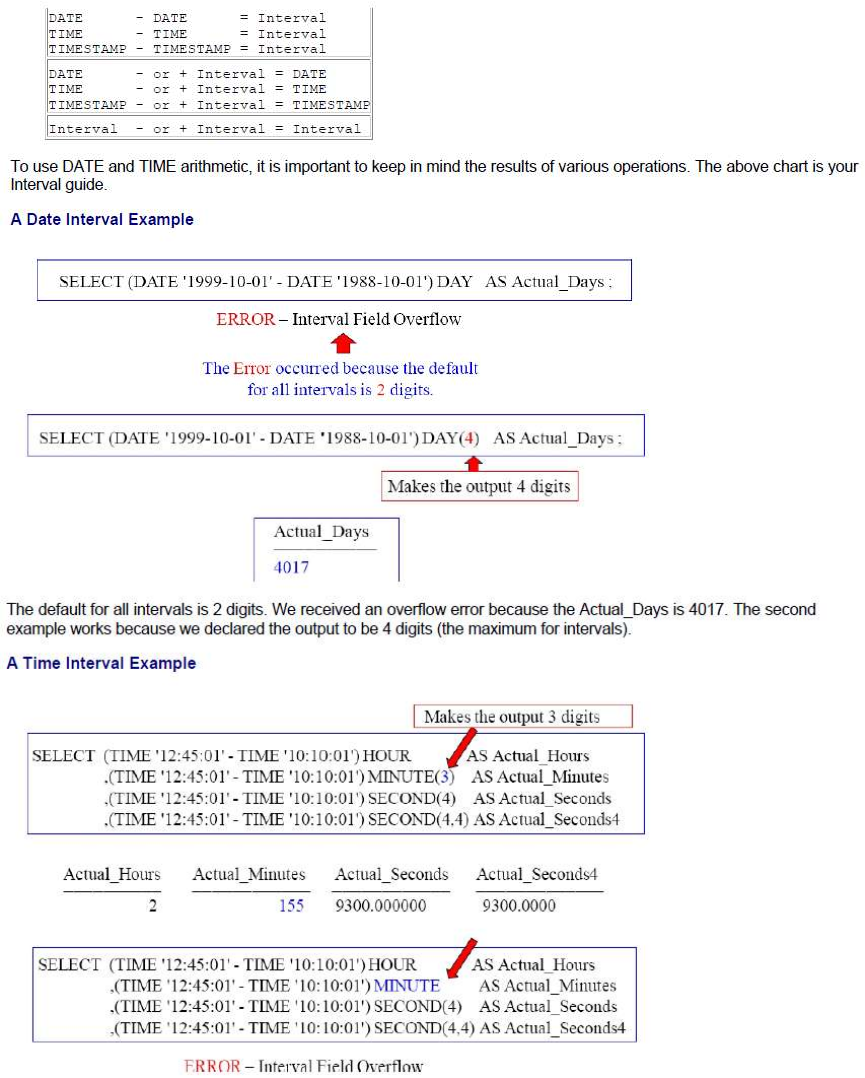 DATE - DATE = Interval
TIME - TIME = Interval
TIMESTAMP - TIMESTAMP = Interval
DATE - or + Interval = DATE
TIME - or + Interval = TIME
TIMESTAMP - or + Interval = TIMESTAMP
Interval - or + Interval = Interval
To use DATE and TIME arithmetic, it is important to keep in mind the results of various operations. The above chart is your
Interval guide.
A Date Interval Example
SELECT (DATE '1999-10-01' - DATE '1988-10-01') DAY AS Actual_Days ;
ERROR – Interval Field Overflow
The Error occurred because the default
for all intervals is 2 digits.
SELECT (DATE '1999-10-01' - DATE '1988-10-01') DAY(4) AS Actual_Days ;
Makes the output 4 digits
Actual_Days
4017
The default for all intervals is 2 digits. We received an overflow error because the Actual_Days is 4017. The second
example works because we declared the output to be 4 digits (the maximum for intervals).
A Time Interval Example
Makes the output 3 digits
SELECT (TIME '12:45:01' - TIME '10:10:01') HOUR AS Actual_Hours
,(TIME '12:45:01' - TIME '10:10:01') MINUTE(3) AS Actual_Minutes
,(TIME '12:45:01' - TIME '10:10:01') SECOND(4) AS Actual_Seconds
,(TIME '12:45:01' - TIME '10:10:01') SECOND(4,4) AS Actual_Seconds4
Actual_Hours Actual_Minutes Actual_Seconds Actual_Seconds4
2 155 9300.000000 9300.0000
SELECT (TIME '12:45:01' - TIME '10:10:01') HOUR AS Actual_Hours
,(TIME '12:45:01' - TIME '10:10:01') MINUTE AS Actual_Minutes
,(TIME '12:45:01' - TIME '10:10:01') SECOND(4) AS Actual_Seconds
,(TIME '12:45:01' - TIME '10:10:01') SECOND(4,4) AS Actual_Seconds4
ERROR – Interval Field Overflow